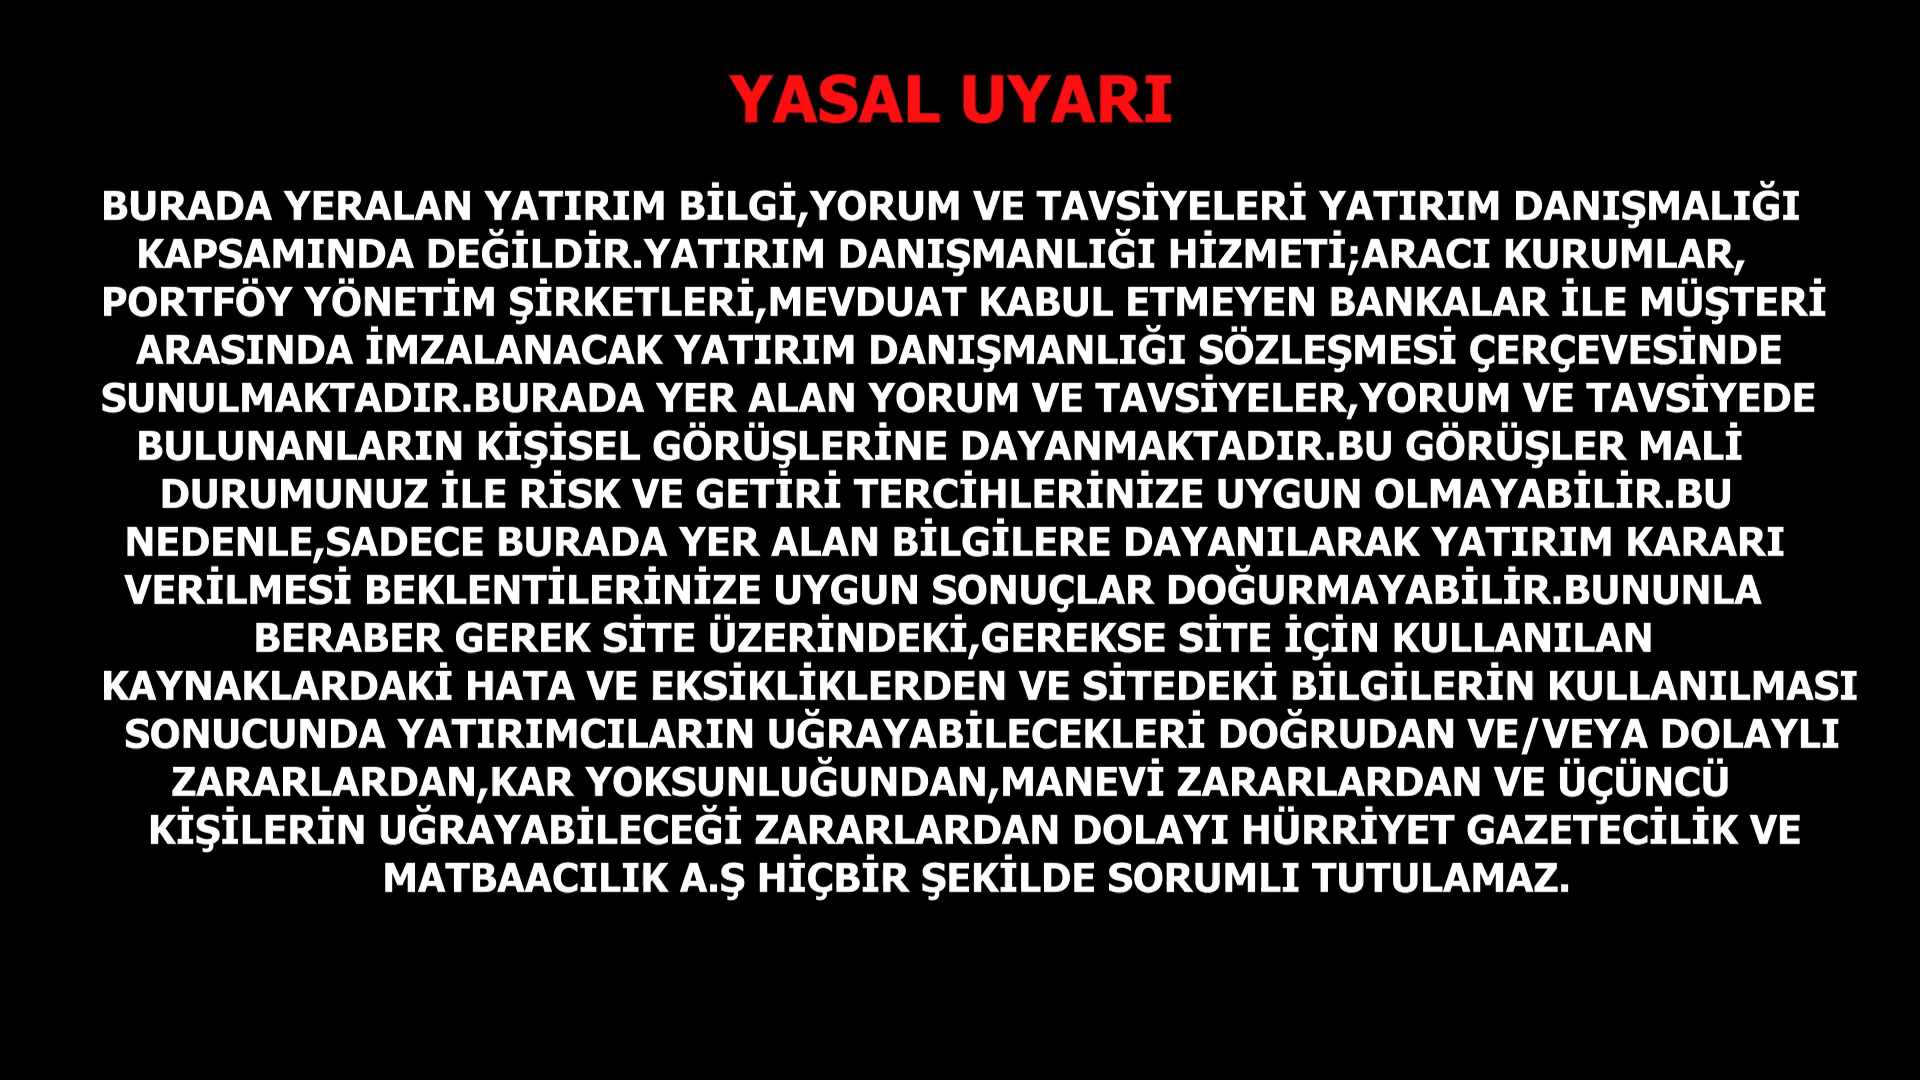 YASAL UYARI
BURADA YERALAN YATIRIM BİLGİ,YORUM VE TAVSİYELERİ YATIRIM DANIŞMALIĞI
KAPSAMINDA DEĞİLDİR.YATIRIM DANIŞMANLIĞI HİZMETİ;ARACI KURUMLAR,
PORTFÖY YÖNETİM ŞİRKETLERİ,MEVDUAT KABUL ETMEYEN BANKALAR İLE MÜŞTERİ
ARASINDA İMZALANACAK YATIRIM DANIŞMANLIĞI SÖZLEŞMESİ ÇERÇEVESİNDE
SUNULMAKTADIR.BURADA YER ALAN YORUM VE TAVSİYELER,YORUM VE TAVSİYEDE
BULUNANLARIN KİŞİSEL GÖRÜŞLERİNE DAYANMAKTADIR.BU GÖRÜŞLER MALİ
DURUMUNUZ İLE RİSK VE GETİRİ TERCİHLERİNİZE UYGUN OLMAYABİLİR.BU
NEDENLE,SADECE BURADA YER ALAN BİLGİLERE DAYANILARAK YATIRIM KARARI
VERİLMESİ BEKLENTİLERİNİZE UYGUN SONUÇLAR DOĞURMAYABİLİR.BUNUNLA
BERABER GEREK SİTE ÜZERİNDEKİ,GEREKSE SİTE İÇİN KULLANILAN
KAYNAKLARDAKİ HATA VE EKSİKLİKLERDEN VE SİTEDEKİ BİLGİLERİN KULLANILMASI
SONUCUNDA YATIRIMCILARIN UĞRAYABİLECEKLERİ DOĞRUDAN VE/VEYA DOLAYLI
ZARARLARDAN,KAR YOKSUNLUĞUNDAN,MANEVİ ZARARLARDAN VE ÜÇÜNCÜ
KİŞİLERİN UĞRAYABİLECEĞİ ZARARLARDAN DOLAYI HÜRRİYET GAZETECİLİK VE
MATBAACILIK A.Ş HİÇBİR ŞEKİLDE SORUMLI TUTULAMAZ.